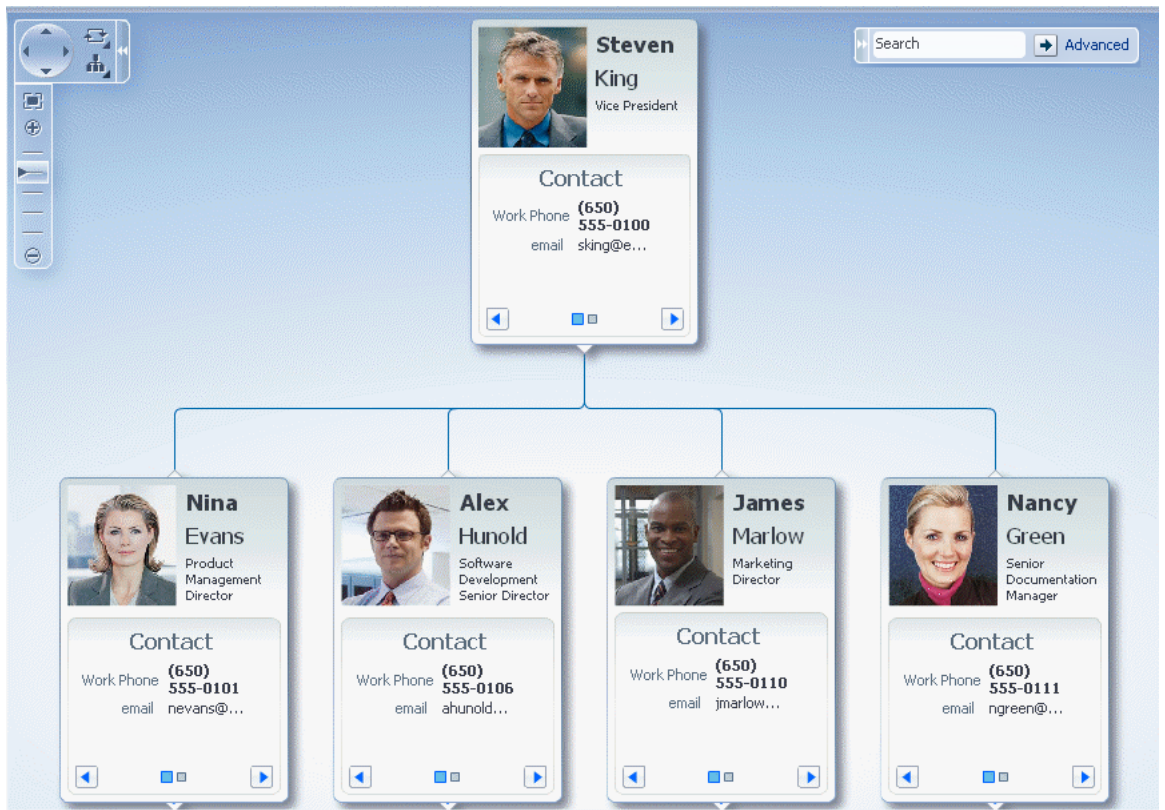 Search
Advanced
Steven
King
Vice President
Contact
Work Phone (650)
555-0100
email sking@e...
Nina
Evans
Product
Management
Director
Contact
Work Phone (650)
555-0101
email nevans@...
Alex
Hunold
Software
Development
Senior Director
Contact
Work Phone (650)
555-0106
email ahunold...
James
Marlow
Marketing
Director
Contact
Work Phone (650)
555-0110
email jmarlow...
Nancy
Green
Senior
Documentation
Manager
Contact
Work Phone (650)
555-0111
email ngreen@...